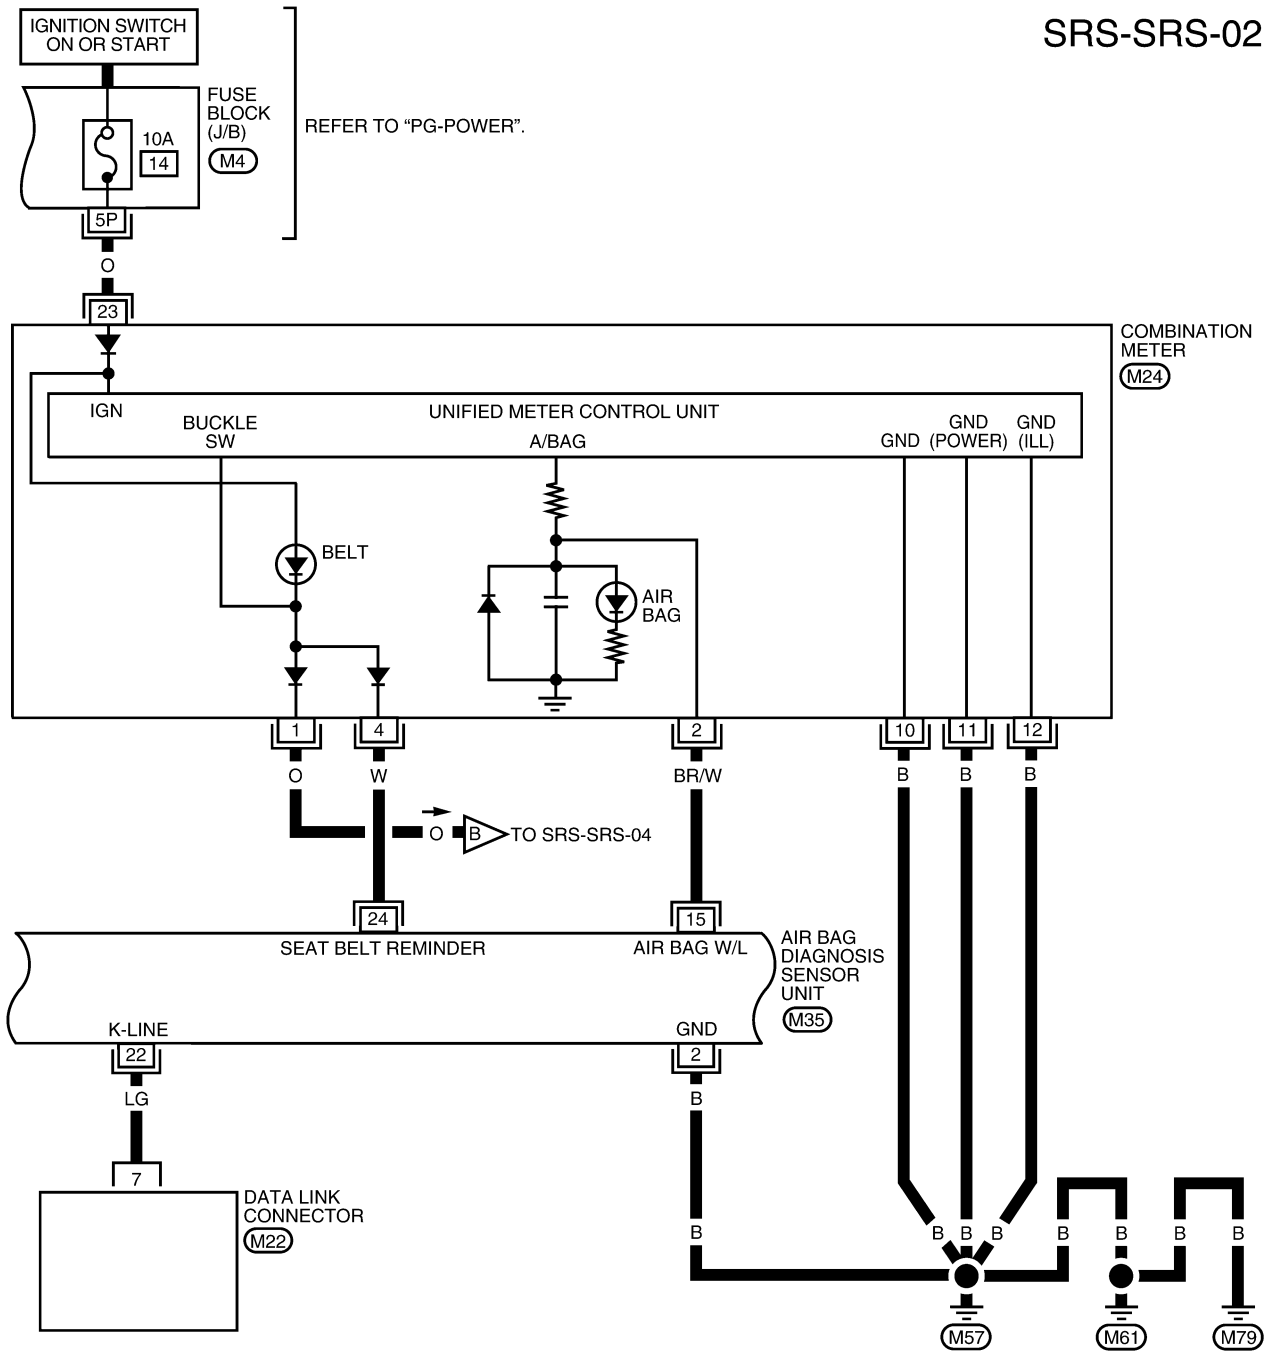 SRS-SRS-02
IGNITION SWITCH
ON OR START
FUSE
BLOCK
(J/B)
M4
10A
14
REFER TO “PG-POWER”.
5P
O
23
COMBINATION
METER
M24
IGN
BUCKLE
SW
UNIFIED METER CONTROL UNIT
A/BAG
GND
GND
(POWER)
GND
(ILL)
BELT
AIR
BAG
1
4
2
10
11
12
O
W
BR/W
B
B
B
O
B
TO SRS-SRS-04
24
15
SEAT BELT REMINDER
AIR BAG W/L
AIR BAG
DIAGNOSIS
SENSOR
UNIT
M35
K-LINE
GND
22
2
LG
B
7
DATA LINK
CONNECTOR
M22
B
B
B
B
B
B
B
B
M57
M61
M79